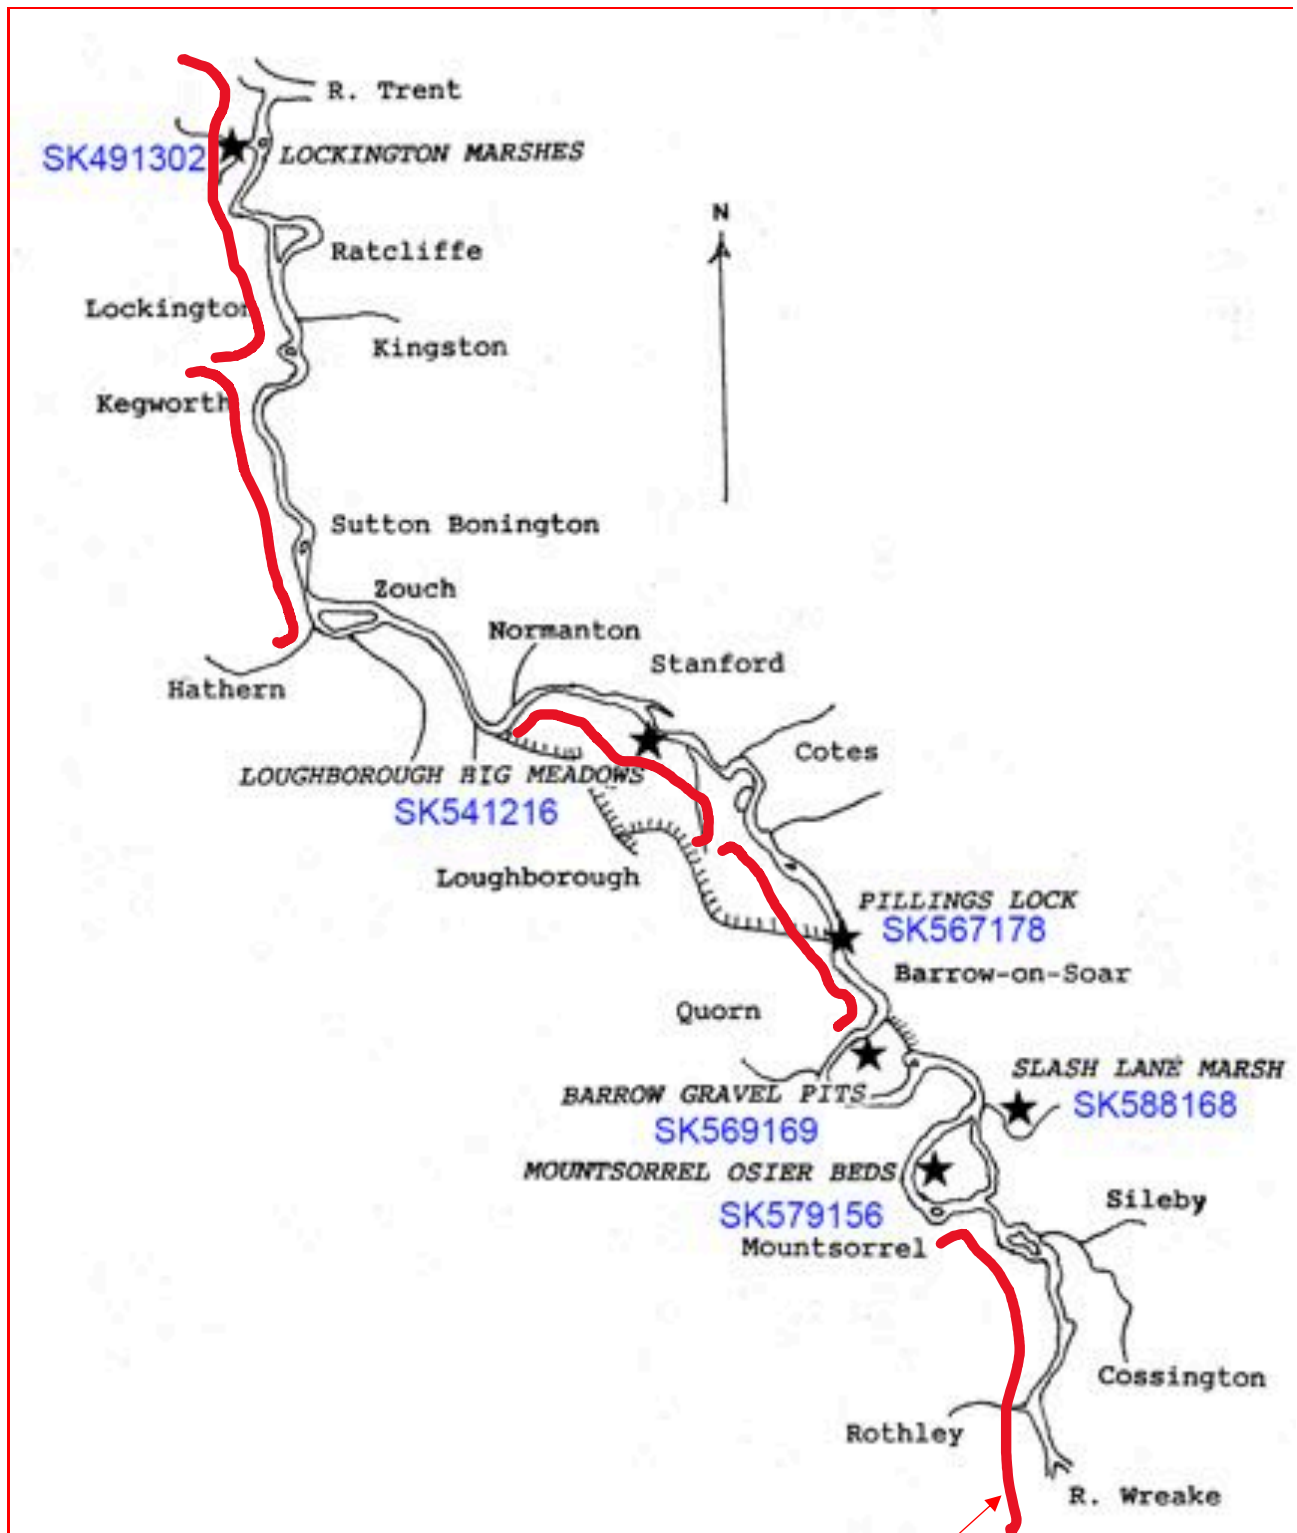 R. Trent
SK491302
LOCKINGTON MARSHES
N
Ratcliffe
Lockington
Kingston
Kegworth
Sutton Bonington
Zouch
Normanton
Stanford
Hathern
Cotes
LOUGHBOROUGH BIG MEADOWS
SK541216
Loughborough
PILLINGS LOCK
SK567178
Barrow-on-Soar
Quorn
SLASH LANE MARSH
BARROW GRAVEL PITS
SK588168
SK569169
MOUNTSORREL OSIER BEDS
Sileby
SK579156
Mountsorrel
Cossington
Rothley
R. Wreake